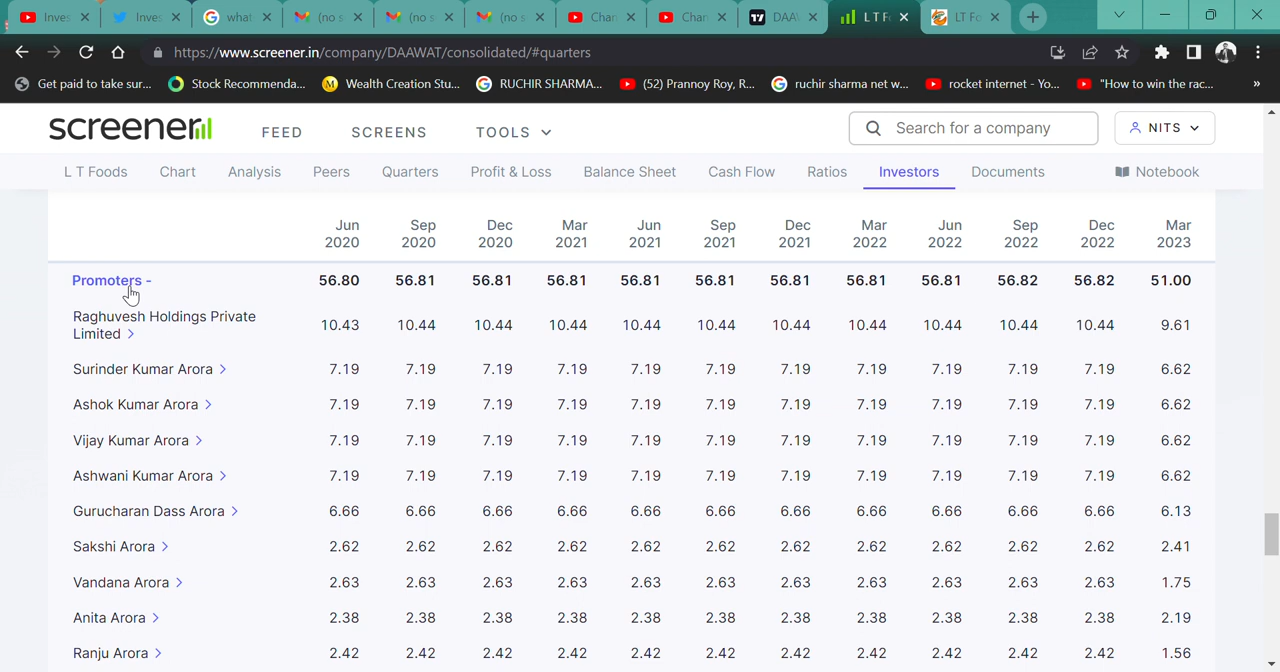 Inves
Inves
what
(no s
(no s
(no s
Chan
Chan
DAAW
L T F
LT Fo
https://www.screener.in/company/DAAWAT/consolidated/#quarters
Get paid to take sur... Stock Recommenda... Wealth Creation Stu... RUCHIR SHARMA... (52) Prannoy Roy, R... ruchir sharma net w... rocket internet - Yo... "How to win the rac... »
screener FEED SCREENS TOOLS Search for a company NITS
L T Foods Chart Analysis Peers Quarters Profit & Loss Balance Sheet Cash Flow Ratios Investors Documents Notebook
Jun Sep Dec Mar Jun Sep Dec Mar Jun Sep Dec Mar
2020 2020 2020 2021 2021 2021 2021 2022 2022 2022 2022 2023
Promoters - 56.80 56.81 56.81 56.81 56.81 56.81 56.81 56.81 56.81 56.82 56.82 51.00
Raghuvesh Holdings Private
Limited > 10.43 10.44 10.44 10.44 10.44 10.44 10.44 10.44 10.44 10.44 10.44 9.61
Surinder Kumar Arora > 7.19 7.19 7.19 7.19 7.19 7.19 7.19 7.19 7.19 7.19 7.19 6.62
Ashok Kumar Arora > 7.19 7.19 7.19 7.19 7.19 7.19 7.19 7.19 7.19 7.19 7.19 6.62
Vijay Kumar Arora > 7.19 7.19 7.19 7.19 7.19 7.19 7.19 7.19 7.19 7.19 7.19 6.62
Ashwani Kumar Arora > 7.19 7.19 7.19 7.19 7.19 7.19 7.19 7.19 7.19 7.19 7.19 6.62
Gurucharan Dass Arora > 6.66 6.66 6.66 6.66 6.66 6.66 6.66 6.66 6.66 6.66 6.66 6.13
Sakshi Arora > 2.62 2.62 2.62 2.62 2.62 2.62 2.62 2.62 2.62 2.62 2.62 2.41
Vandana Arora > 2.63 2.63 2.63 2.63 2.63 2.63 2.63 2.63 2.63 2.63 2.63 1.75
Anita Arora > 2.38 2.38 2.38 2.38 2.38 2.38 2.38 2.38 2.38 2.38 2.38 2.19
Ranju Arora > 2.42 2.42 2.42 2.42 2.42 2.42 2.42 2.42 2.42 2.42 2.42 1.56